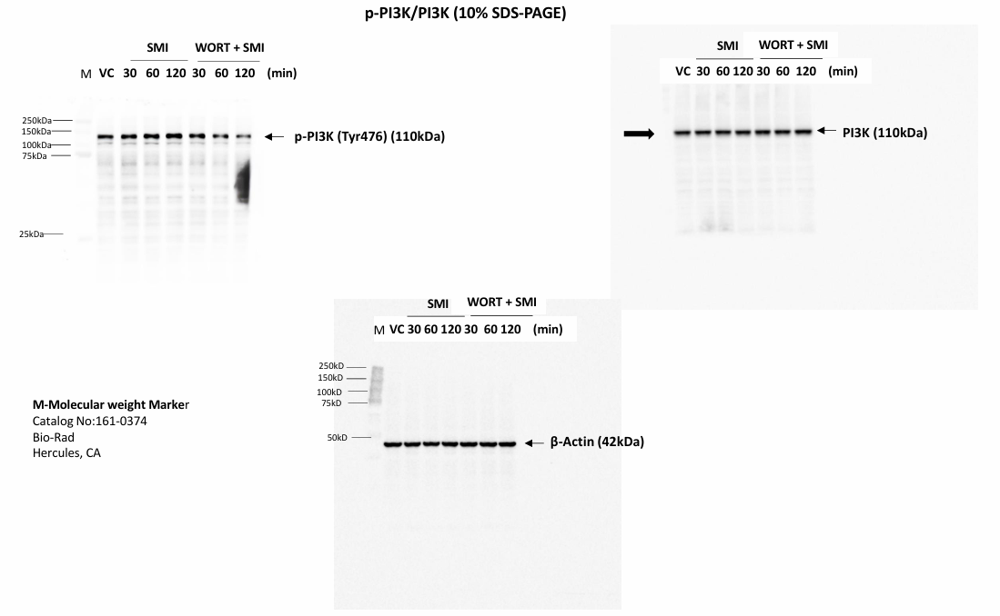 p-PI3K/PI3K (10% SDS-PAGE)
SMI WORT + SMI
M VC 30 60 120 30 60 120 (min)
250kDa
150kDa
100kDa
75kDa
25kDa
p-PI3K (Tyr476) (110kDa)
SMI WORT + SMI
VC 30 60 120 30 60 120 (min)
PI3K (110kDa)
SMI WORT + SMI
M VC 30 60 120 30 60 120 (min)
250kD
150kD
100kD
75kD
50kD
β-Actin (42kDa)
M-Molecular weight Marker
Catalog No:161-0374
Bio-Rad
Hercules, CA